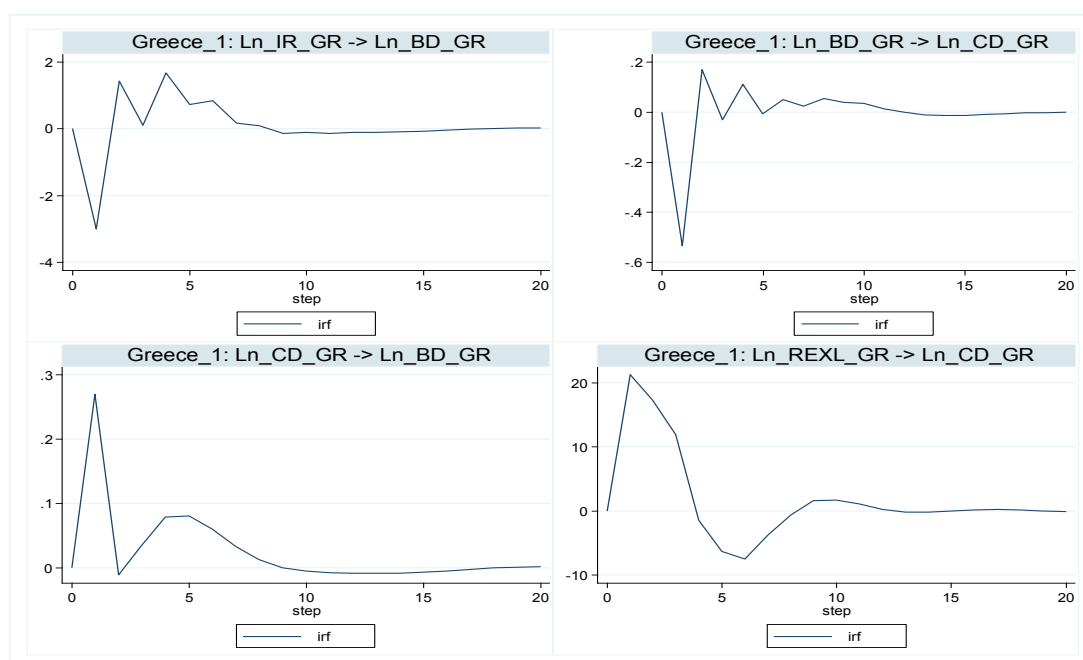 Greece_1: Ln_IR_GR -> Ln_BD_GR
2
0
-2
-4
0 5 10 15 20
step
irf
Greece_1: Ln_BD_GR -> Ln_CD_GR
.2
0
-.2
-.4
-.6
0 5 10 15 20
step
irf
Greece_1: Ln_CD_GR -> Ln_BD_GR
.3
.2
.1
0
0 5 10 15 20
step
irf
Greece_1: Ln_REXL_GR -> Ln_CD_GR
20
10
0
-10
0 5 10 15 20
step
irf